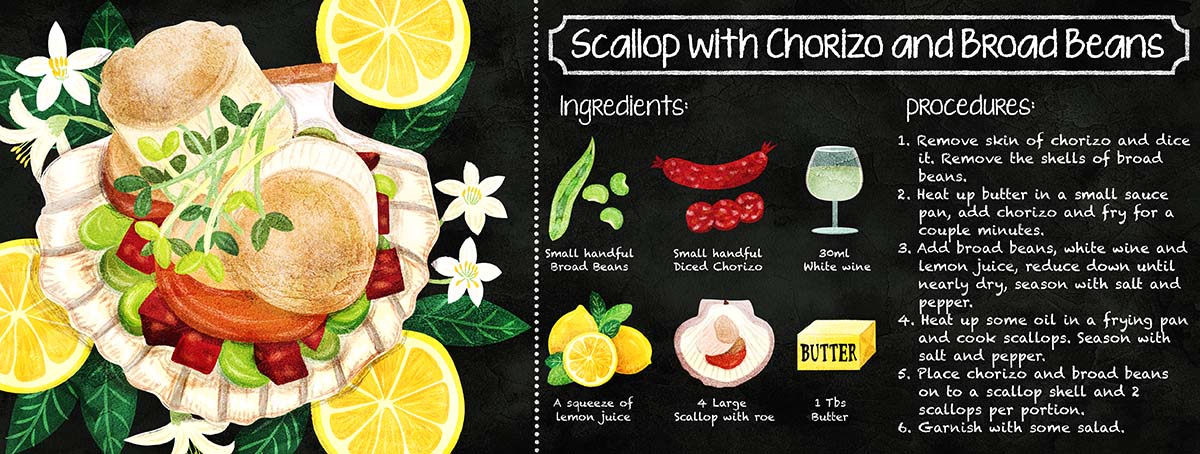 Scallop with Chorizo and Broad Beans
Ingredients:
Small handful
Broad Beans
Small handful
Diced Chorizo
30ml
White wine
BUTTER
A squeeze of
lemon juice
4 Large
Scallop with roe
1 Tbs
Butter
procedures:
1. Remove skin of chorizo and dice
it. Remove the shells of broad
beans.
2. Heat up butter in a small sauce
pan, add chorizo and fry for a
couple minutes.
3. Add broad beans, white wine and
lemon juice, reduce down until
nearly dry, season with salt and
pepper.
4. Heat up some oil in a frying pan
and cook scallops. Season with
salt and pepper.
5. Place chorizo and broad beans
on to a scallop shell and 2
scallops per portion.
6. Garnish with some salad.